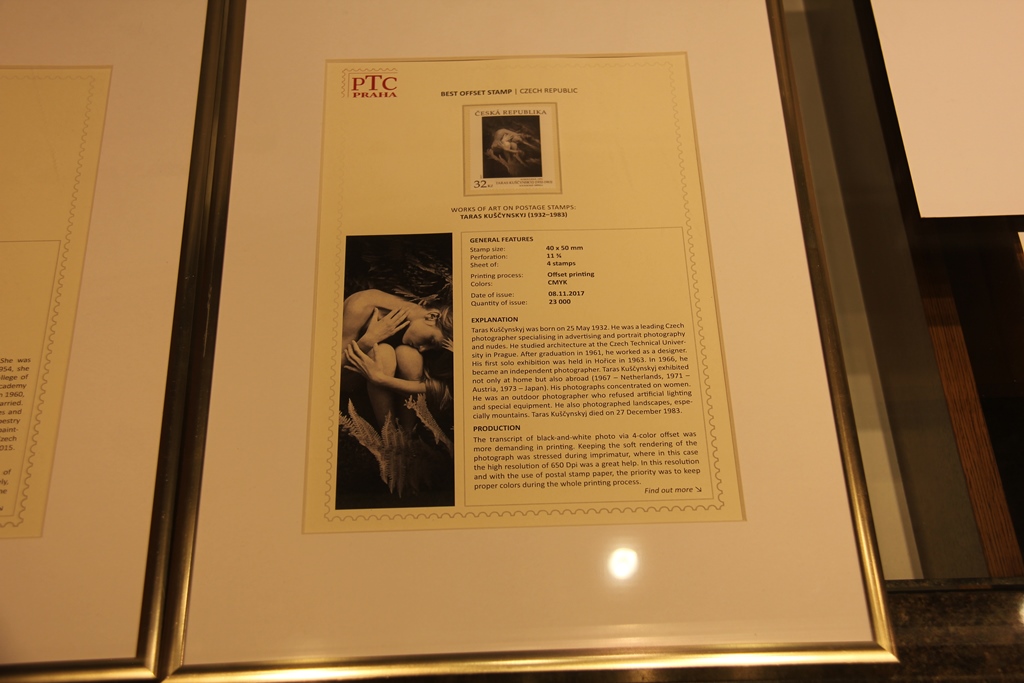 PTC
PRAHA
BEST OFFSET STAMP | CZECH REPUBLIC
ČESKÁ REPUBLIKA
32 Kč
WORKS OF ART ON POSTAGE STAMPS:
TARAS KUŠČYNSKYJ (1932–1983)
GENERAL FEATURES
Stamp size: 40 x 50 mm
Perforation: 11 ¾
Sheet of: 4 stamps
Printing process: Offset printing
Colors: CMYK
Date of issue: 08.11.2017
Quantity of issue: 23 000
EXPLANATION
Taras Kuščynskyj was born on 25 May 1932. He was a leading Czech
photographer specialising in advertising and portrait photography
and nudes. He studied architecture at the Czech Technical Univer-
sity in Prague. After graduation in 1961, he worked as a designer.
His first solo exhibition was held in Hořice in 1963. In 1966, he
became an independent photographer. Taras Kuščynskyj exhibited
not only at home but also abroad (1967 – Netherlands, 1971 –
Austria, 1973 – Japan). His photographs concentrated on women.
He was an outdoor photographer who refused artificial lighting
and special equipment. He also photographed landscapes, espe-
cially mountains. Taras Kuščynskyj died on 27 December 1983.
PRODUCTION
The transcript of black-and-white photo via 4-color offset was
more demanding in printing. Keeping the soft rendering of the
photograph was stressed during imprimatur, where in this case
the high resolution of 650 Dpi was a great help. In this resolution
and with the use of postal stamp paper, the priority was to keep
proper colors during the whole printing process.
Find out more ↘
She was
954, she
llege of
cademy
n 1960,
arried.
es and
pestry
paint-
Czech
015.
of
ly.
he